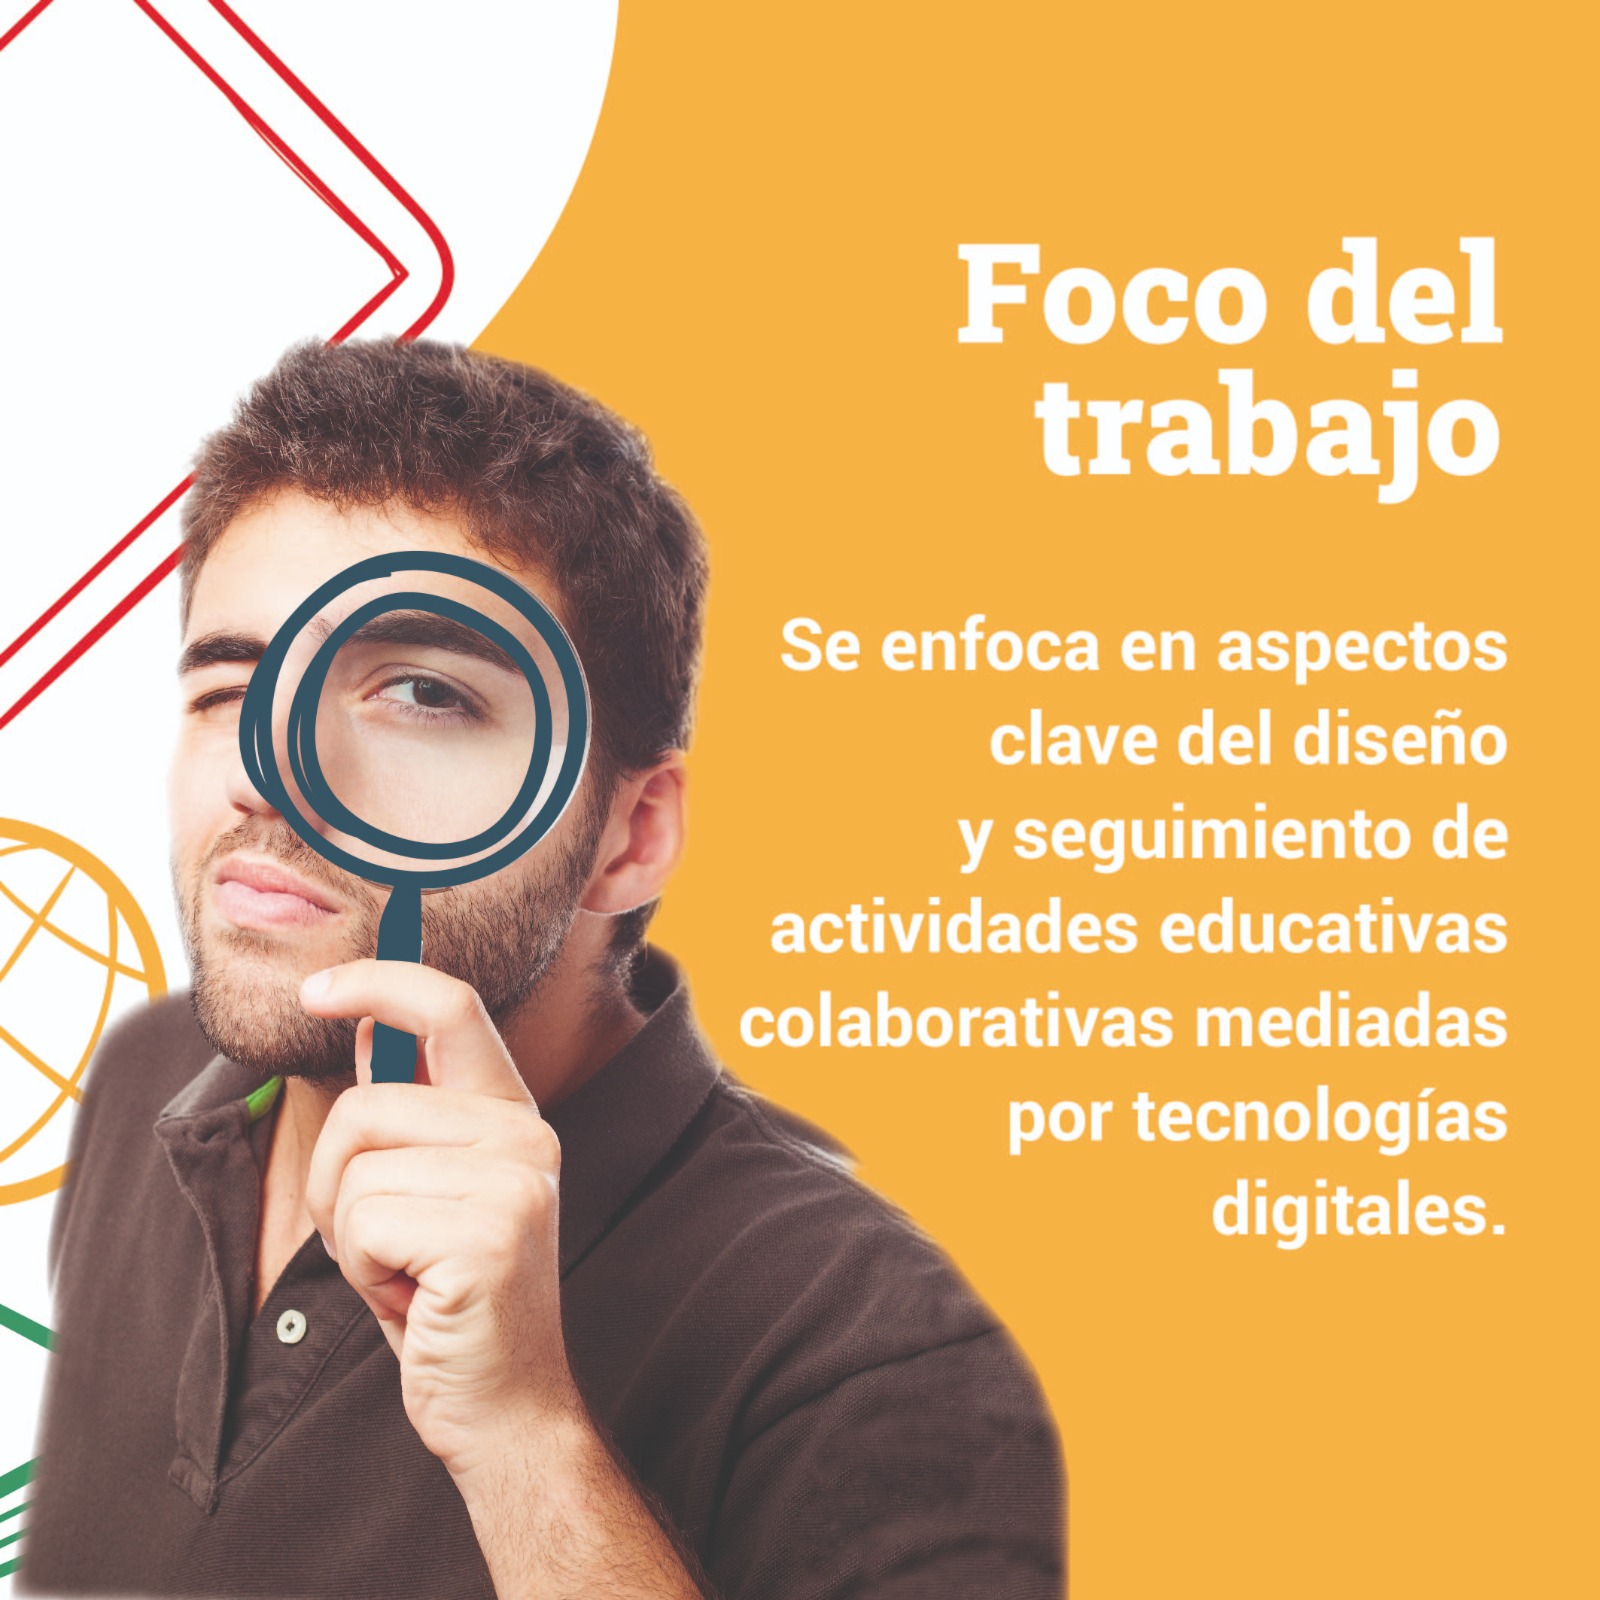 Foco del
trabajo
Se enfoca en aspectos
clave del diseño
y seguimiento de
actividades educativas
colaborativas mediadas
por tecnologías
digitales.